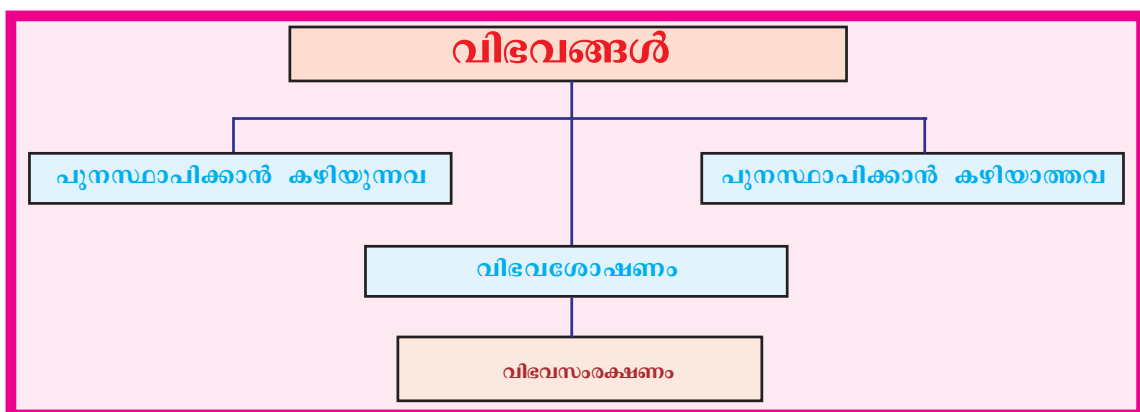 വിഭവങ്ങൾ
പുനസ്ഥാപിക്കാൻ കഴിയുന്നവ
പുനസ്ഥാപിക്കാൻ കഴിയാത്തവ
വിഭവശോഷണം
വിഭവസംരക്ഷണം